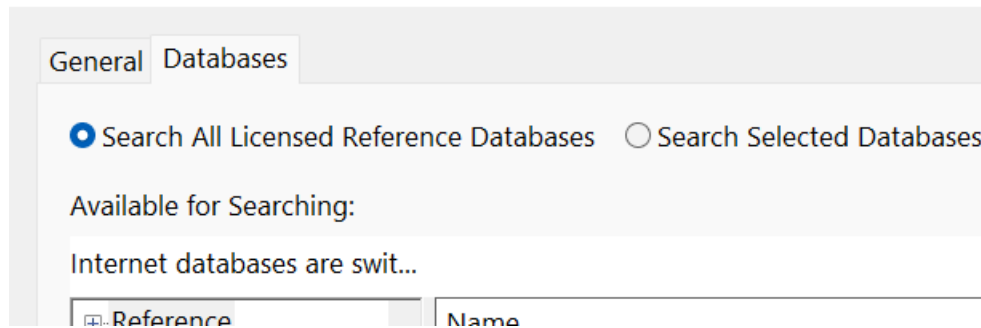 General Databases
Search All Licensed Reference Databases Search Selected Databases
Available for Searching:
Internet databases are swit...
Reference Name